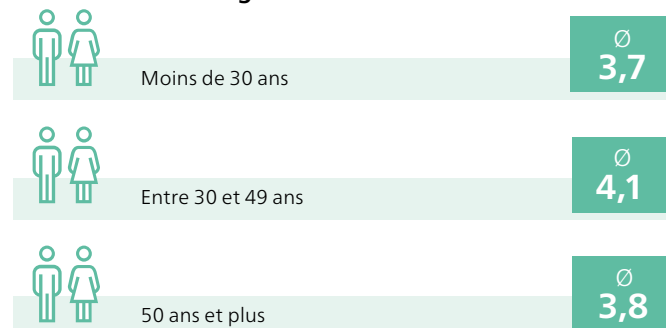 Ø
3,7
Moins de 30 ans
Ø
4,1
Entre 30 et 49 ans
Ø
3,8
50 ans et plus